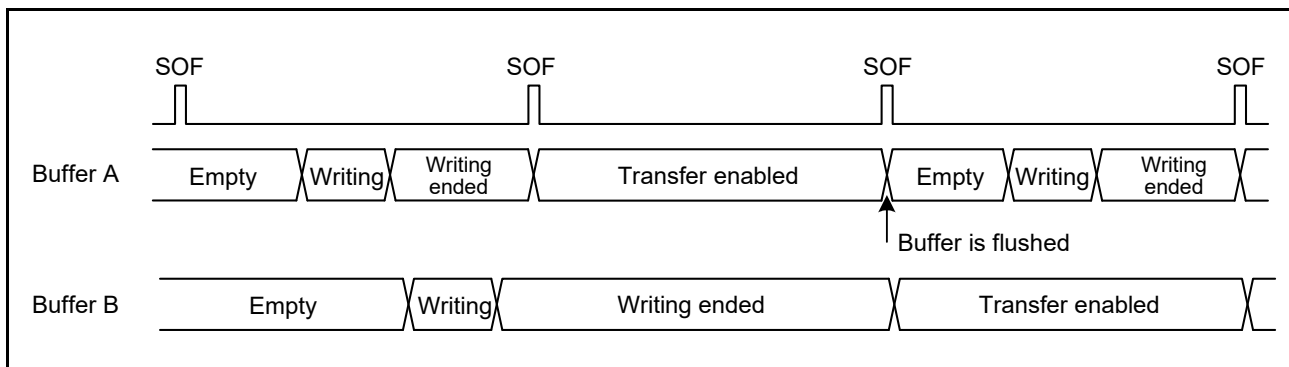 SOF SOF SOF SOF
Buffer A Empty Writing Writing ended Transfer enabled Empty Writing Writing ended
Buffer is flushed
Buffer B Empty Writing Writing ended Transfer enabled